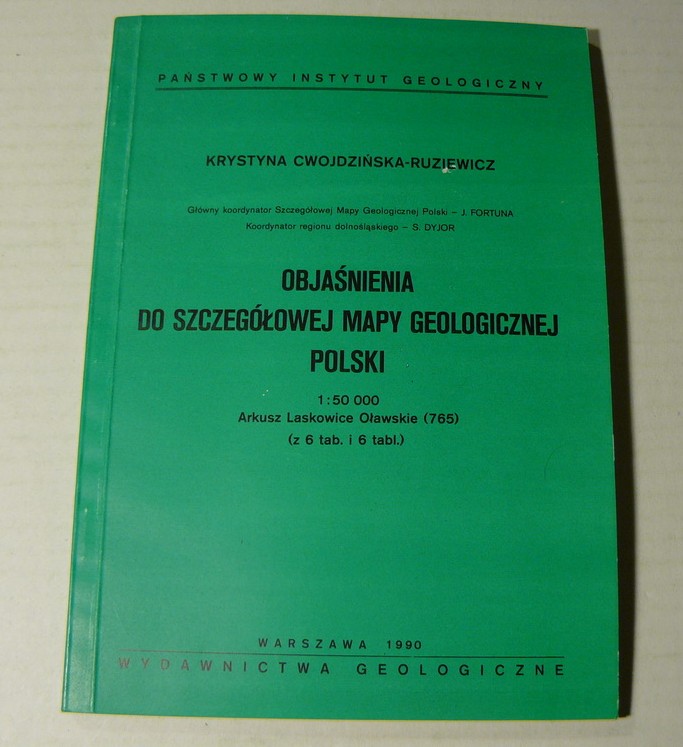 PAŃSTWOWY INSTYTUT GEOLOGICZNY
KRYSTYNA CWOJDZIŃSKA-RUZIEWICZ
Główny koordynator Szczegółowej Mapy Geologicznej Polski – J. FORTUNA
Koordynator regionu dolnośląskiego – S. DYJOR
OBJAŚNIENIA
DO SZCZEGÓŁOWEJ MAPY GEOLOGICZNEJ
POLSKI
1:50 000
Arkusz Laskowice Oławskie (765)
(z 6 tab. i 6 tabl.)
WARSZAWA 1990
WYDAWNICTWA GEOLOGICZNE